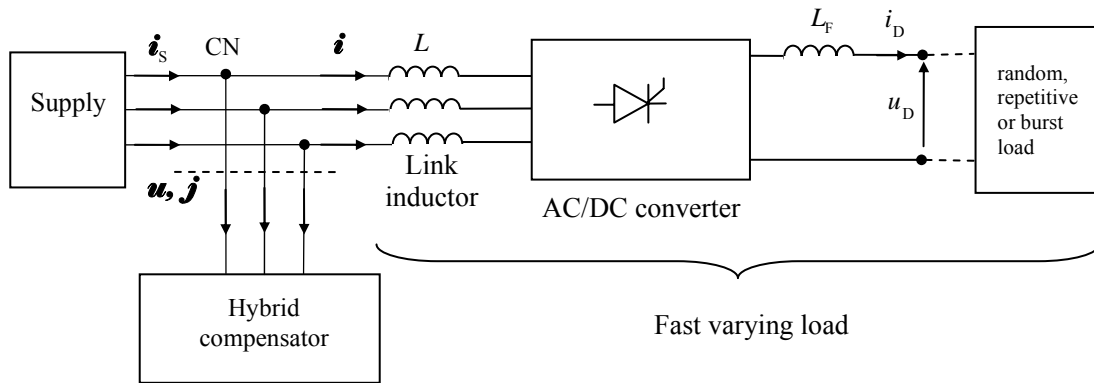 i_S CN i L L_F i_D
Supply
random,
repetitive
or burst
load
u_D
Link
inductor
u, j
AC/DC converter
Hybrid
compensator
Fast varying load